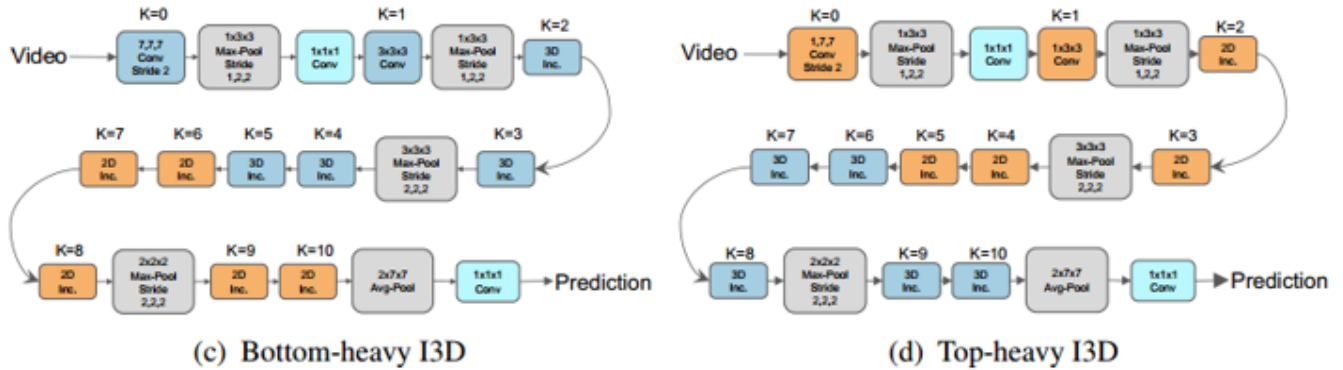 K=0
K=1
K=2
Video
7,7,7
Conv
Stride 2
1x3x3
Max-Pool
Stride
1,2,2
1x1x1
Conv
3x3x3
Conv
1x3x3
Max-Pool
Stride
1,2,2
3D
Inc.
K=7
K=6
K=5
K=4
K=3
2D
Inc.
2D
Inc.
3D
Inc.
3D
Inc.
3x3x3
Max-Pool
Stride
2,2,2
3D
Inc.
K=8
K=9
K=10
2D
Inc.
2x2x2
Max-Pool
Stride
2,2,2
2D
Inc.
2D
Inc.
2x7x7
Avg-Pool
1x1x1
Conv
Prediction
(c) Bottom-heavy I3D
K=0
K=1
K=2
Video
1,7,7
Conv
Stride 2
1x3x3
Max-Pool
Stride
1,2,2
1x1x1
Conv
1x3x3
Conv
1x3x3
Max-Pool
Stride
1,2,2
2D
Inc.
K=7
K=6
K=5
K=4
K=3
3D
Inc.
3D
Inc.
2D
Inc.
2D
Inc.
3x3x3
Max-Pool
Stride
2,2,2
2D
Inc.
K=8
K=9
K=10
3D
Inc.
2x2x2
Max-Pool
Stride
2,2,2
3D
Inc.
3D
Inc.
2x7x7
Avg-Pool
1x1x1
Conv
Prediction
(d) Top-heavy I3D